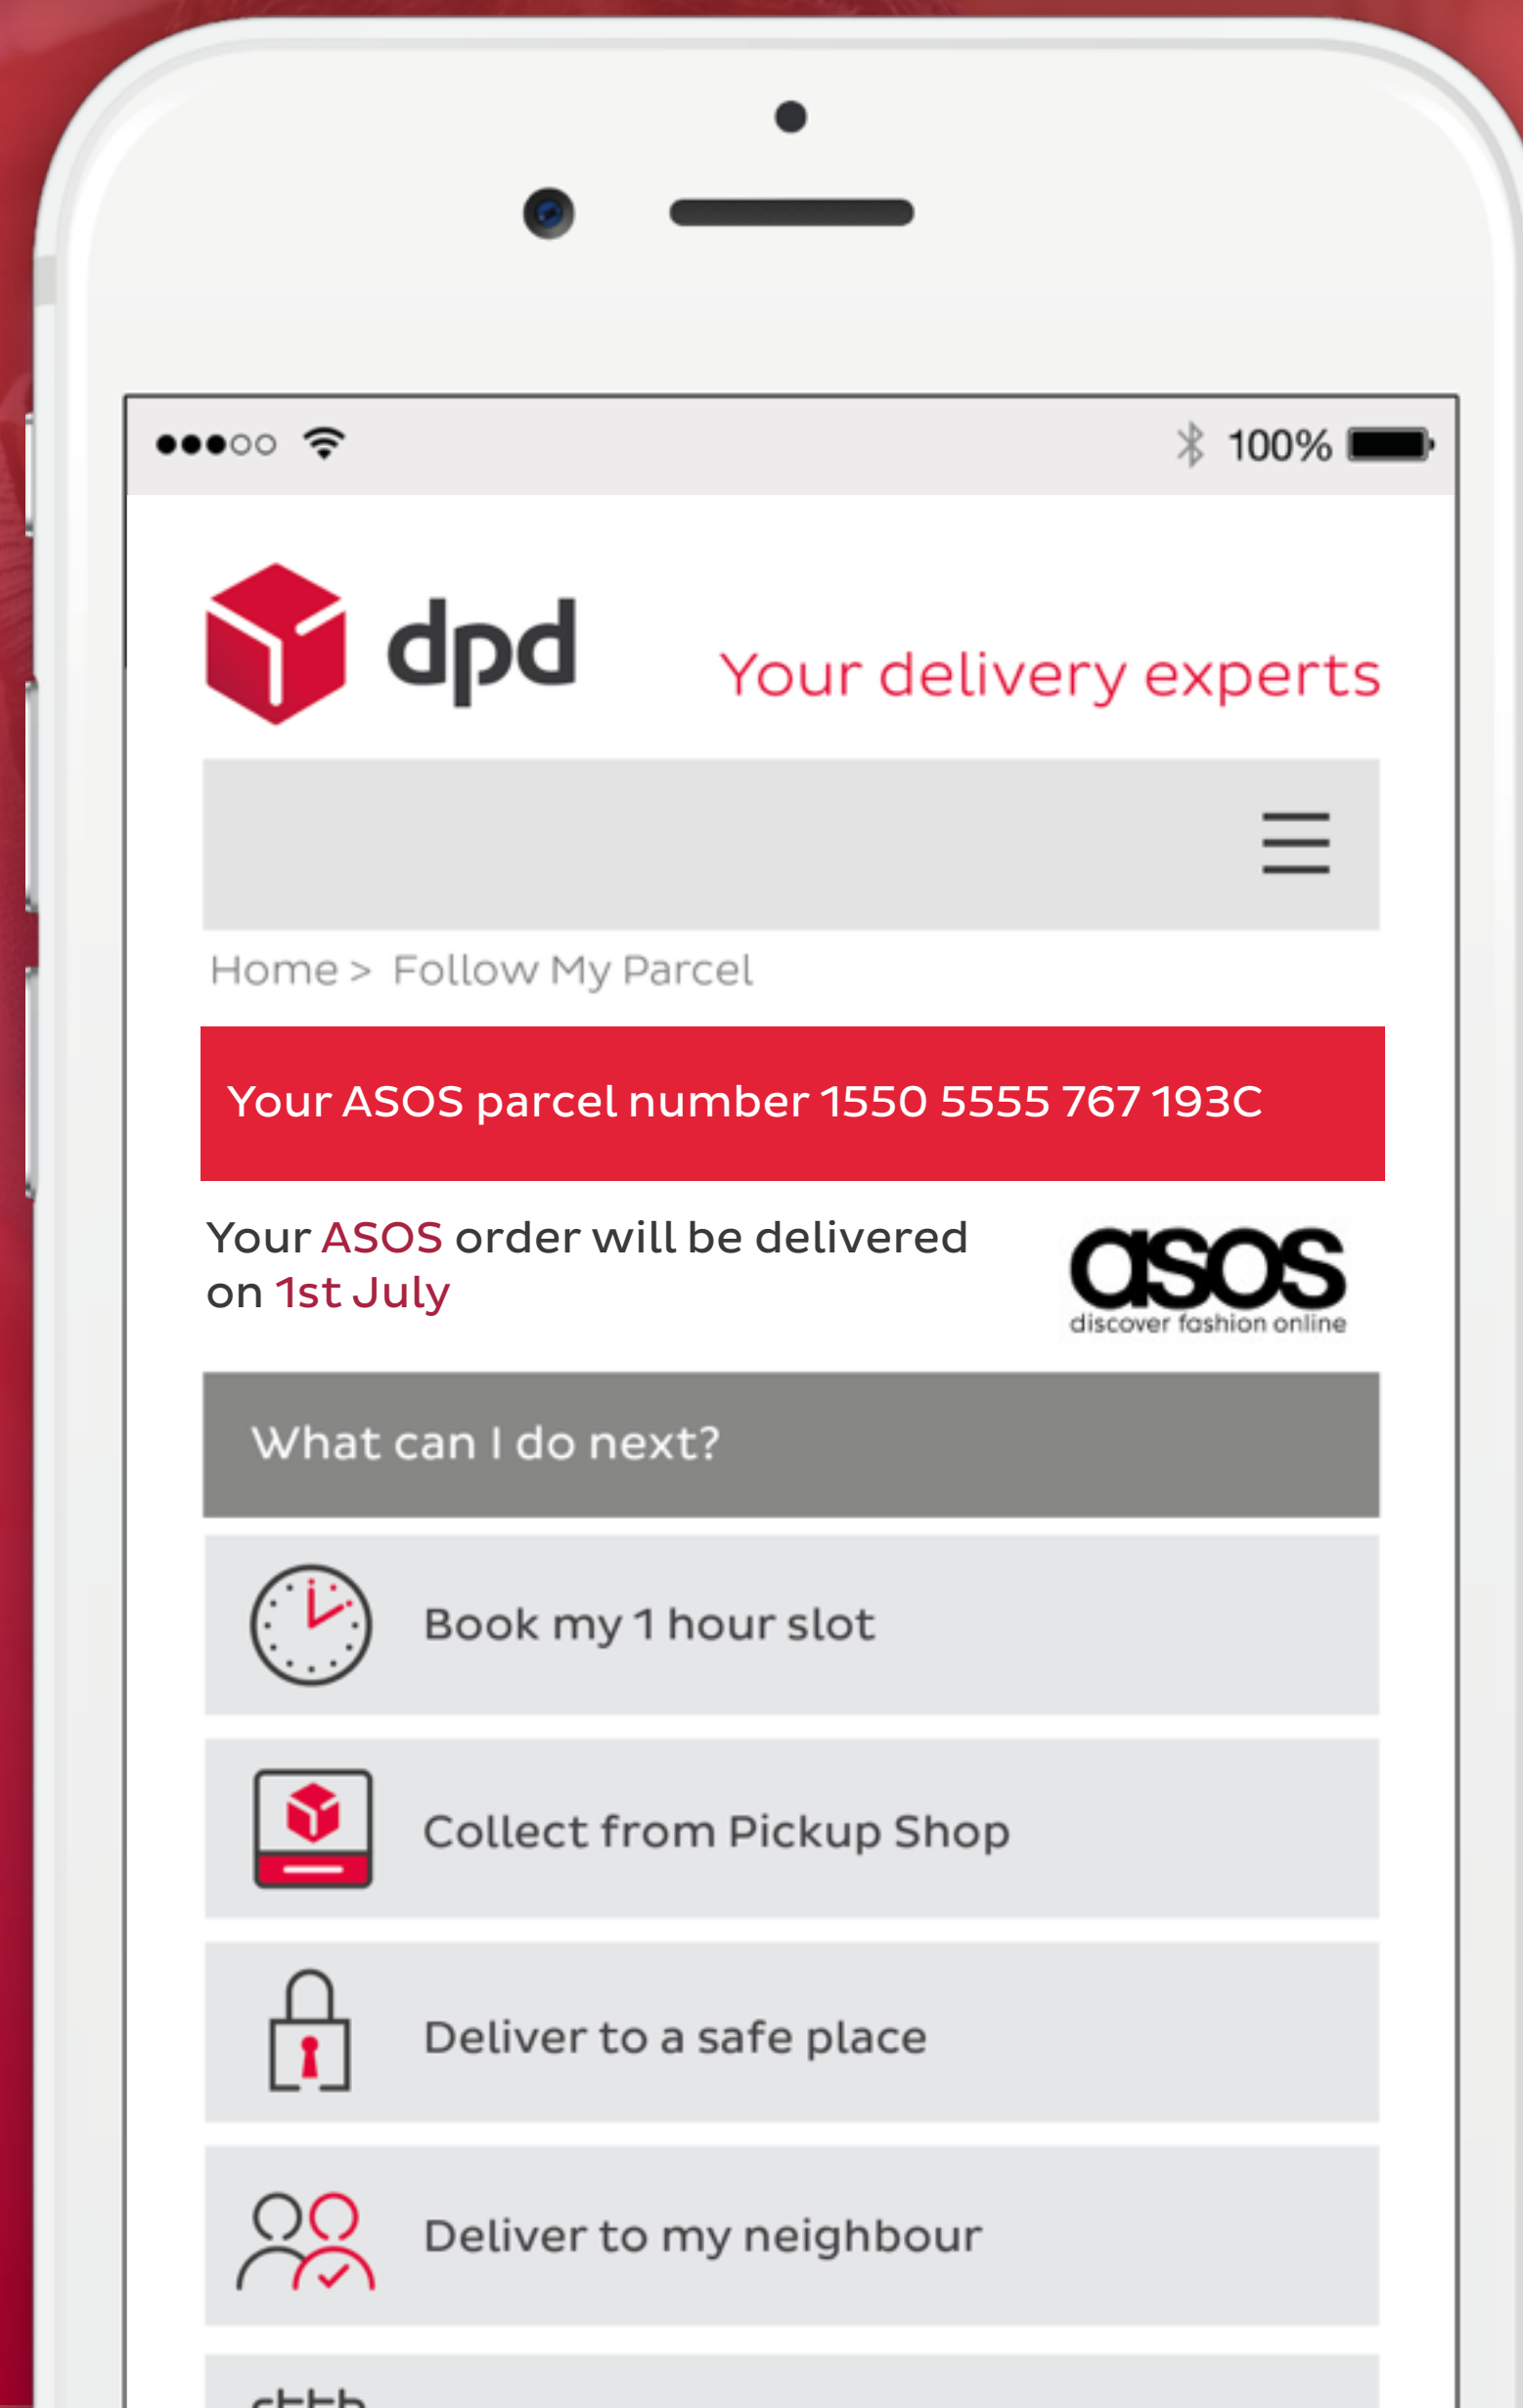 100%
dpd
Your delivery experts
Home > Follow My Parcel
Your ASOS parcel number 1550 5555 767 193C
Your ASOS order will be delivered
on 1st July
asos
discover fashion online
What can I do next?
Book my 1 hour slot
Collect from Pickup Shop
Deliver to a safe place
Deliver to my neighbour